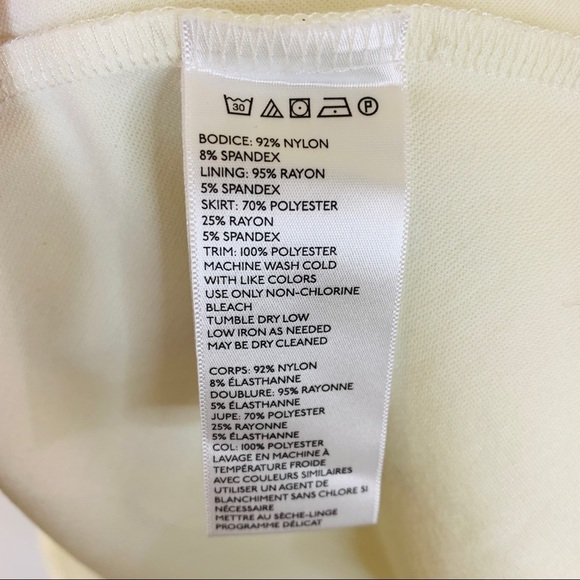 30 P
BODICE: 92% NYLON
8% SPANDEX
LINING: 95% RAYON
5% SPANDEX
SKIRT: 70% POLYESTER
25% RAYON
5% SPANDEX
TRIM: 100% POLYESTER
MACHINE WASH COLD
WITH LIKE COLORS
USE ONLY NON-CHLORINE
BLEACH
TUMBLE DRY LOW
LOW IRON AS NEEDED
MAY BE DRY CLEANED
CORPS: 92% NYLON
8% ÉLASTHANNE
DOUBLURE: 95% RAYONNE
5% ÉLASTHANNE
JUPE: 70% POLYESTER
25% RAYONNE
5% ÉLASTHANNE
COL: 100% POLYESTER
LAVAGE EN MACHINE À
TEMPÉRATURE FROIDE
AVEC COULEURS SIMILAIRES
UTILISER UN AGENT DE
BLANCHIMENT SANS CHLORE SI
NÉCESSAIRE
METTRE AU SÈCHE-LINGE
PROGRAMME DÉLICAT